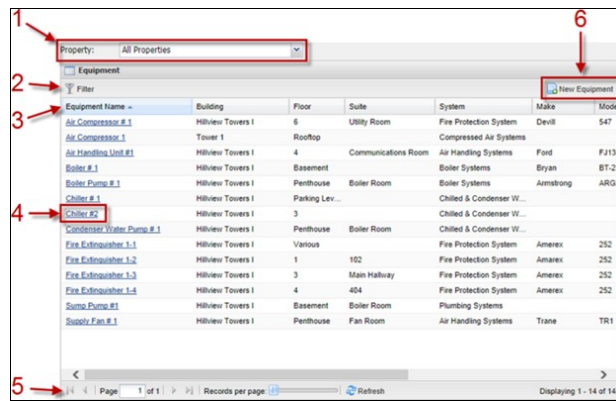 1
6
Property: All Properties
Equipment
2
Filter
New Equipment
3
Equipment Name Building Floor Suite System Make Mode
Air Compressor # 1 Hillview Towers I 6 Utility Room Fire Protection System Devill 547
Air Compressor 1 Tower 1 Rooftop Compressed Air Systems
Air Handling Unit #1 Hillview Towers I 4 Communications Room Air Handling Systems Ford FJ13
Boiler # 1 Hillview Towers I Basement Boiler Systems Bryan BT-2
Boiler Pump # 1 Hillview Towers I Penthouse Boiler Room Boiler Systems Armstrong ARG
Chiller # 1 Hillview Towers I Parking Lev... Chilled & Condenser W...
4
Chiller #2 Hillview Towers I 3 Chilled & Condenser W...
Condenser Water Pump # 1 Hillview Towers I Penthouse Boiler Room Chilled & Condenser W...
Fire Extinguisher 1-1 Hillview Towers I Various Fire Protection System Amerex 252
Fire Extinguisher 1-2 Hillview Towers I 1 102 Fire Protection System Amarex 252
Fire Extinguisher 1-3 Hillview Towers I 3 Main Hallway Fire Protection System Amerex 252
Fire Extinguisher 1-4 Hillview Towers I 4 404 Fire Protection System Amerex 252
Sump Pump #1 Hillview Towers I Basement Boiler Room Plumbing Systems
Supply Fan # 1 Hillview Towers I Penthouse Fan Room Air Handling Systems Trane TR1
5
Page 1 of 1 Records per page: Refresh Displaying 1 - 14 of 14